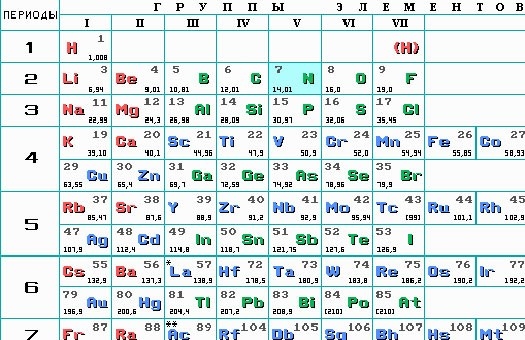 Г Р У П П Ы Э Л Е М Е Н Т О В
ПЕРИОДЫ I II III IV V VI VII
1 H 1 1,008 (H)
2 Li 3 6,94 Be 4 9,01 5 B 10,81 6 C 12,01 7 N 14,01 8 O 16,0 9 F 19,0
3 Na 11 22,99 Mg 12 24,3 13 Al 26,98 14 Si 28,09 15 P 30,97 16 S 32,06 17 Cl 35,45
4 K 19 39,10 Ca 20 40,1 Sc 21 44,96 Ti 22 47,9 V 23 50,9 Cr 24 52,0 Mn 25 54,94 Fe 26 55,85 Co 27 58,93
29 Cu 63,55 30 Zn 65,4 31 Ga 69,7 32 Ge 72,59 33 As 74,92 34 Se 78,96 35 Br 79,9
5 Rb 37 85,47 Sr 38 87,6 Y 39 88,9 Zr 40 91,2 Nb 41 92,9 Mo 42 95,94 Tc 43 (99) Ru 44 101,1 Rh 45 102,9
47 Ag 107,9 48 Cd 112,4 49 In 114,8 50 Sn 118,7 51 Sb 121,75 52 Te 127,6 53 I 126,9
6 Cs 55 132,9 Ba 56 137,3 * La 57 138,9 Hf 72 178,5 Ta 73 180,9 W 74 183,8 Re 75 186,2 Os 76 190,2 Ir 77 192,2
79 Au 196,9 80 Hg 200,6 81 Tl 204,4 82 Pb 207,2 83 Bi 208,9 84 Po (210) 85 At (210)
7 Fr 87 Ra 88 ** Ac 89 Rf 104 Db 105 Sg 106 Bh 107 Hs 108 Mt 109